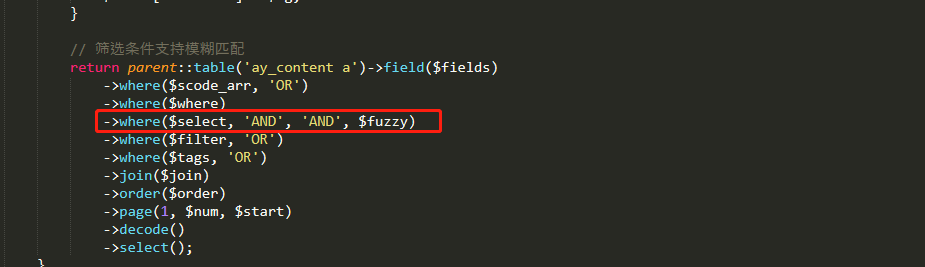 }
// 筛选条件支持模糊匹配
return parent::table('ay_content a')->field($fields)
->where($scode_arr, 'OR')
->where($where)
->where($select, 'AND', 'AND', $fuzzy)
->where($filter, 'OR')
->where($tags, 'OR')
->join($join)
->order($order)
->page(1, $num, $start)
->decode()
->select();
}